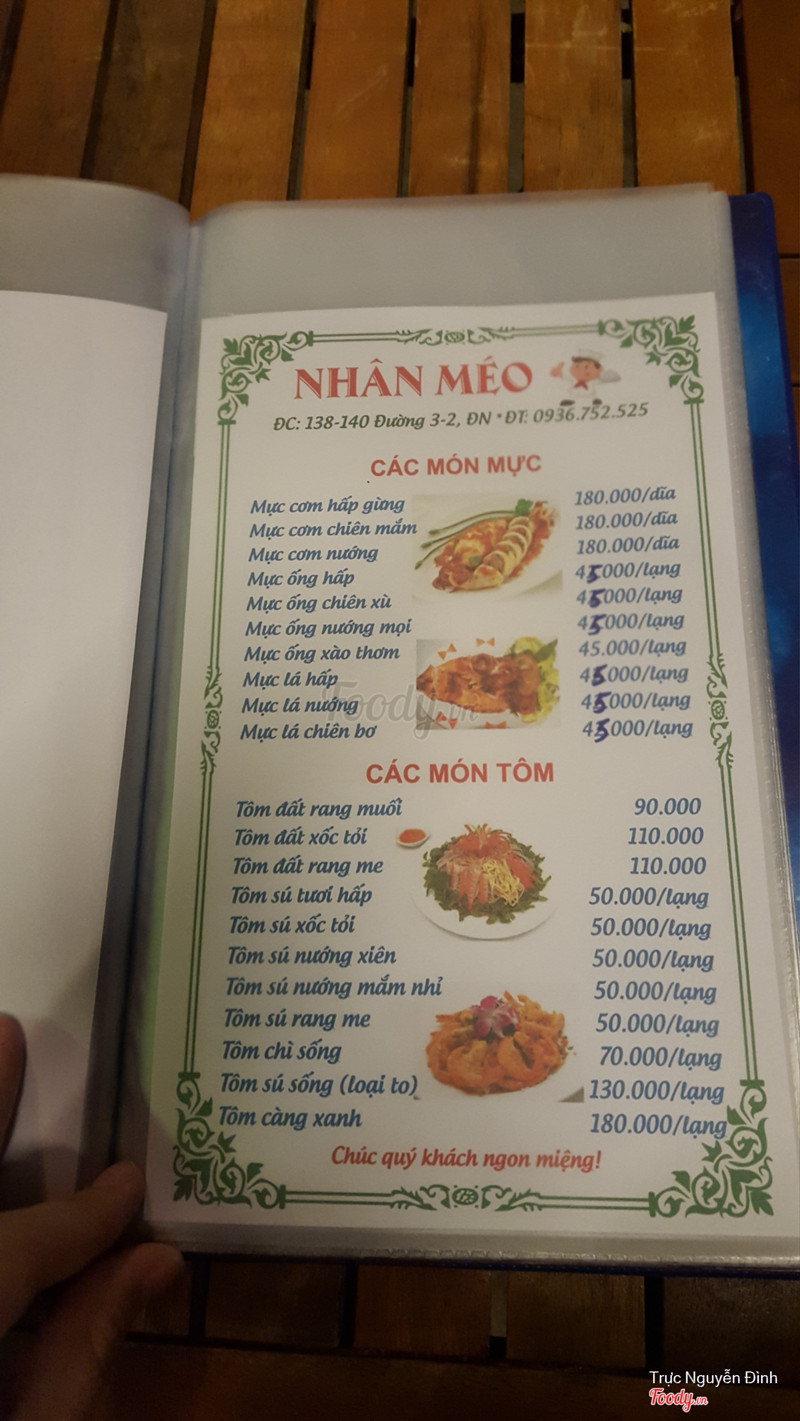 NHÂN MÉO
ĐC: 138-140 Đường 3-2, ĐN * ĐT: 0936.752.525
CÁC MÓN MỰC
Mực cơm hấp gừng 180.000/dĩa
Mực cơm chiên mắm 180.000/dĩa
Mực cơm nướng 180.000/dĩa
Mực ống hấp 45000/lạng
Mực ống chiên xù 45000/lạng
Mực ống nướng mọi 45000/lạng
Mực ống xào thơm 45.000/lạng
Mực lá hấp 45000/lạng
Mực lá nướng 45000/lạng
Mực lá chiên bơ 45000/lạng
Foody.vn
CÁC MÓN TÔM
Tôm đất rang muối 90.000
Tôm đất xốc tỏi 110.000
Tôm đất rang me 110.000
Tôm sú tươi hấp 50.000/lạng
Tôm sú xốc tỏi 50.000/lạng
Tôm sú nướng xiên 50.000/lạng
Tôm sú nướng mắm nhỉ 50.000/lạng
Tôm sú rang me 50.000/lạng
Tôm chì sống 70.000/lạng
Tôm sú sống (loại to) 130.000/lạng
Tôm càng xanh 180.000/lạng
Chúc quý khách ngon miệng!
Trực Nguyễn Đình
Foody.vn